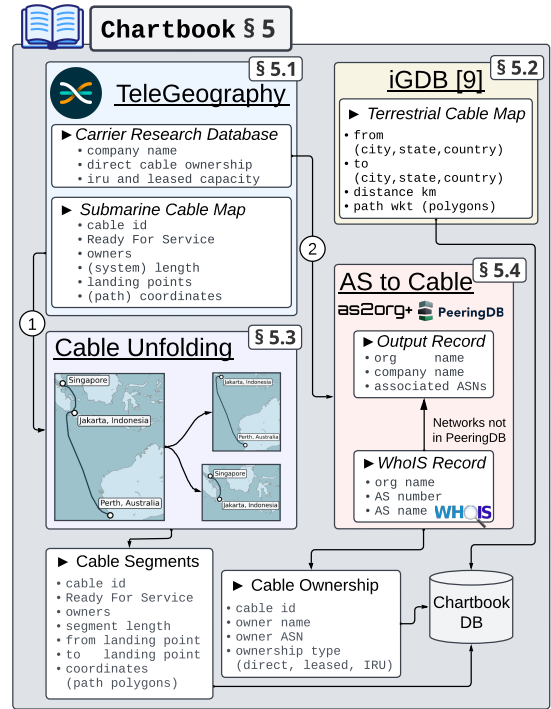 Chartbook § 5
§ 5.1
TeleGeography
► Carrier Research Database
• company name
• direct cable ownership
• iru and leased capacity
► Submarine Cable Map
• cable id
• Ready For Service
• owners
• (system) length
• landing points
• (path) coordinates
§ 5.2
iGDB [9]
► Terrestrial Cable Map
• from
(city,state,country)
• to
(city,state,country)
• distance km
• path wkt (polygons)
1
2
§ 5.3
Cable Unfolding
Singapore
Jakarta, Indonesia
Perth, Australia
Jakarta, Indonesia
Perth, Australia
Singapore
Jakarta, Indonesia
§ 5.4
AS to Cable
as2org+ PeeringDB
► Output Record
• org name
• company name
• associated ASNs
Networks not
in PeeringDB
► WhoIS Record
• org name
• AS number
• AS name
WHOIS
► Cable Segments
• cable id
• Ready For Service
• owners
• segment length
• from landing point
• to landing point
• coordinates
(path polygons)
► Cable Ownership
• cable id
• owner name
• owner ASN
• ownership type
(direct, leased, IRU)
Chartbook
DB